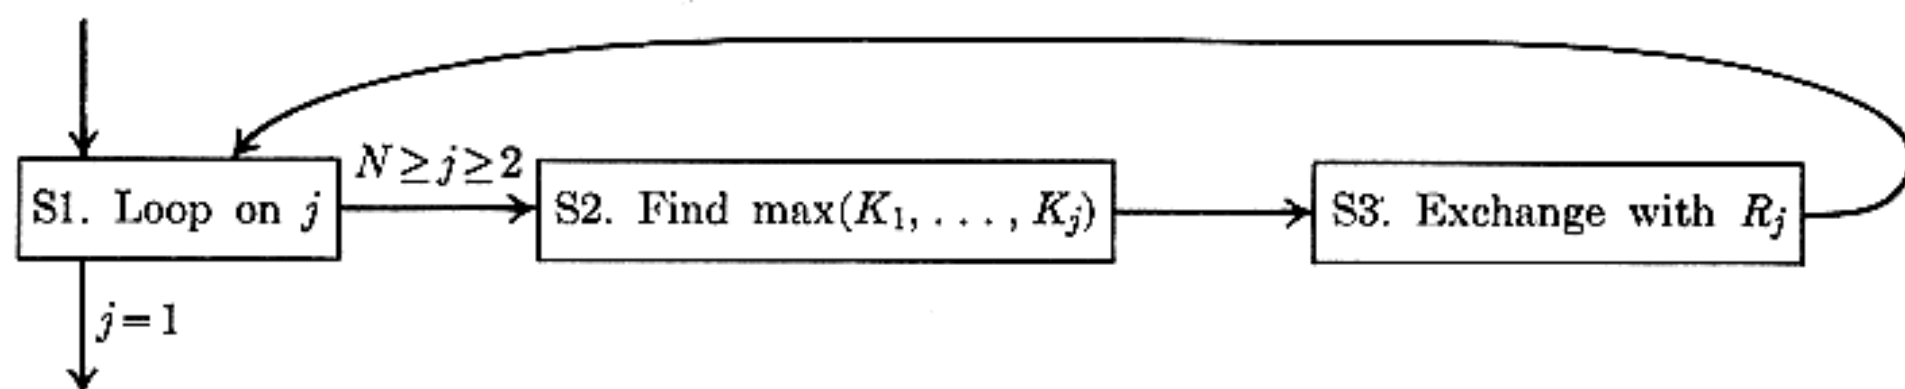 N ≥ j ≥ 2
S1. Loop on j
S2. Find max(K₁, . . . , Kⱼ)
S3. Exchange with Rⱼ
j = 1